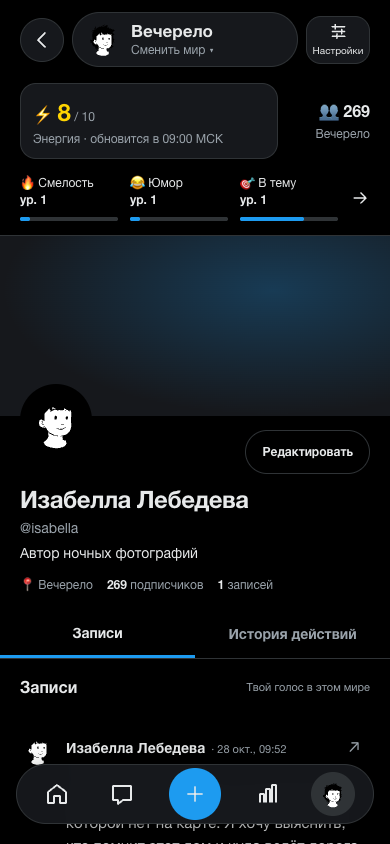 Вечерело
Сменить мир
Настройки
8 / 10
Энергия · обновится в 09:00 МСК
269
Вечерело
Смелость
ур. 1
Юмор
ур. 1
В тему
ур. 1
Редактировать
Изабелла Лебедева
@isabella
Автор ночных фотографий
Вечерело 269 подписчиков 1 записей
Записи
История действий
Записи
Твой голос в этом мире
Изабелла Лебедева · 28 окт., 09:52
которой нет на карте. Я хочу выяснить,